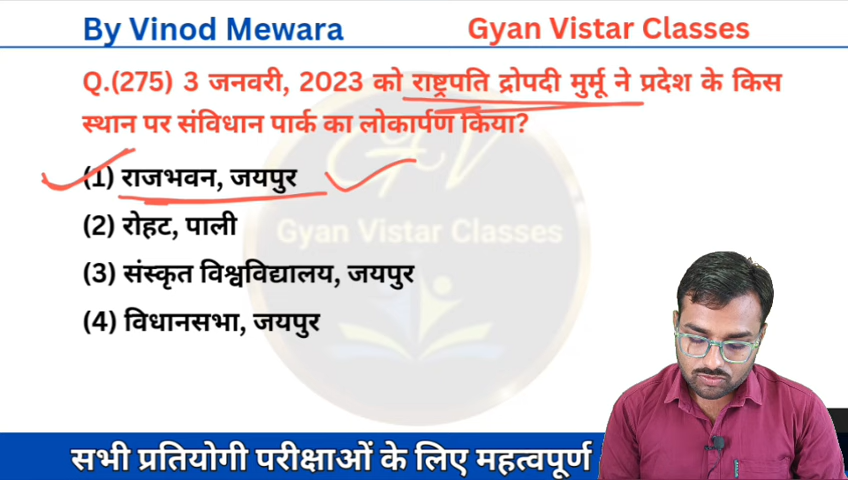 By Vinod Mewara
Gyan Vistar Classes
Q.(275) 3 जनवरी, 2023 को राष्ट्रपति द्रोपदी मुर्मू ने प्रदेश के किस
स्थान पर संविधान पार्क का लोकार्पण किया?
(1) राजभवन, जयपुर
(2) रोहट, पाली
Gyan Vistar Classes
(3) संस्कृत विश्वविद्यालय, जयपुर
(4) विधानसभा, जयपुर
सभी प्रतियोगी परीक्षाओं के लिए महत्वपूर्ण